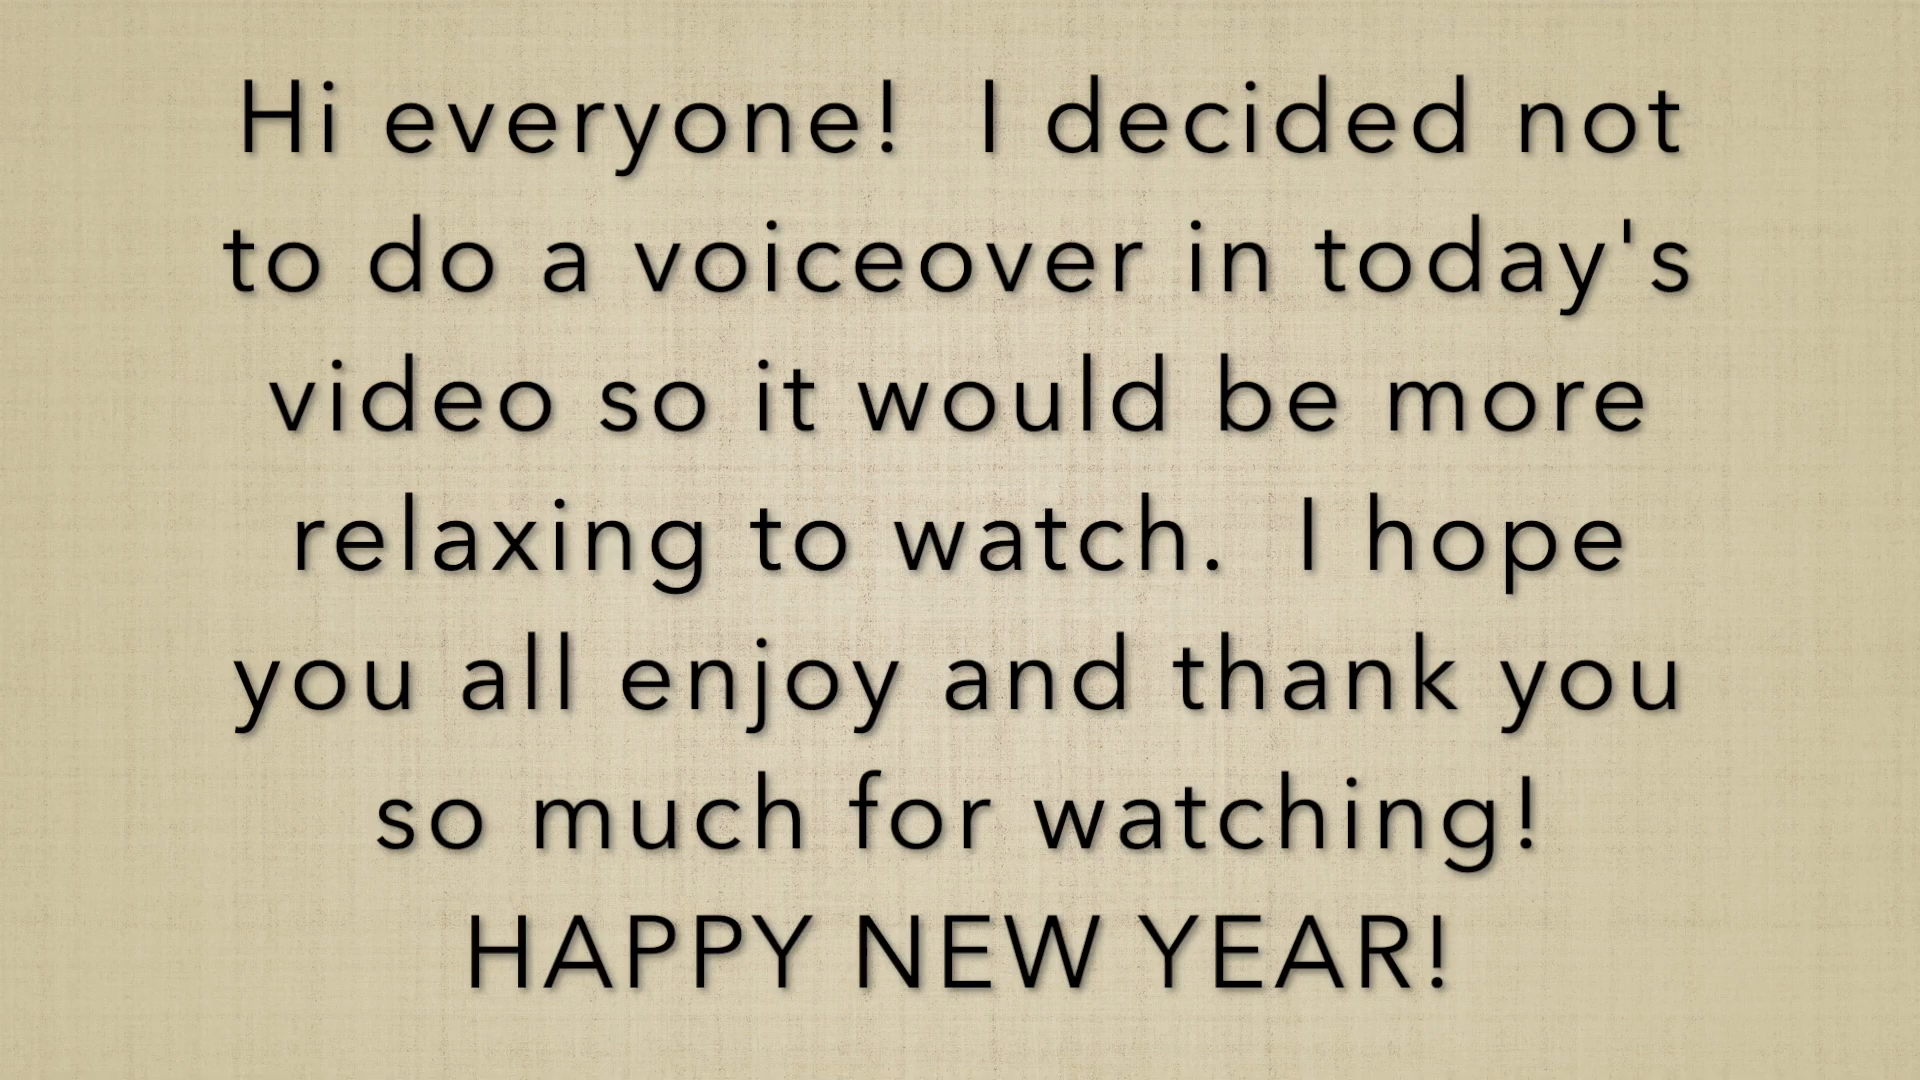 Hi everyone!  I decided not
to do a voiceover in today's
video so it would be more
relaxing to watch.  I hope
you all enjoy and thank you
so much for watching!
HAPPY NEW YEAR!